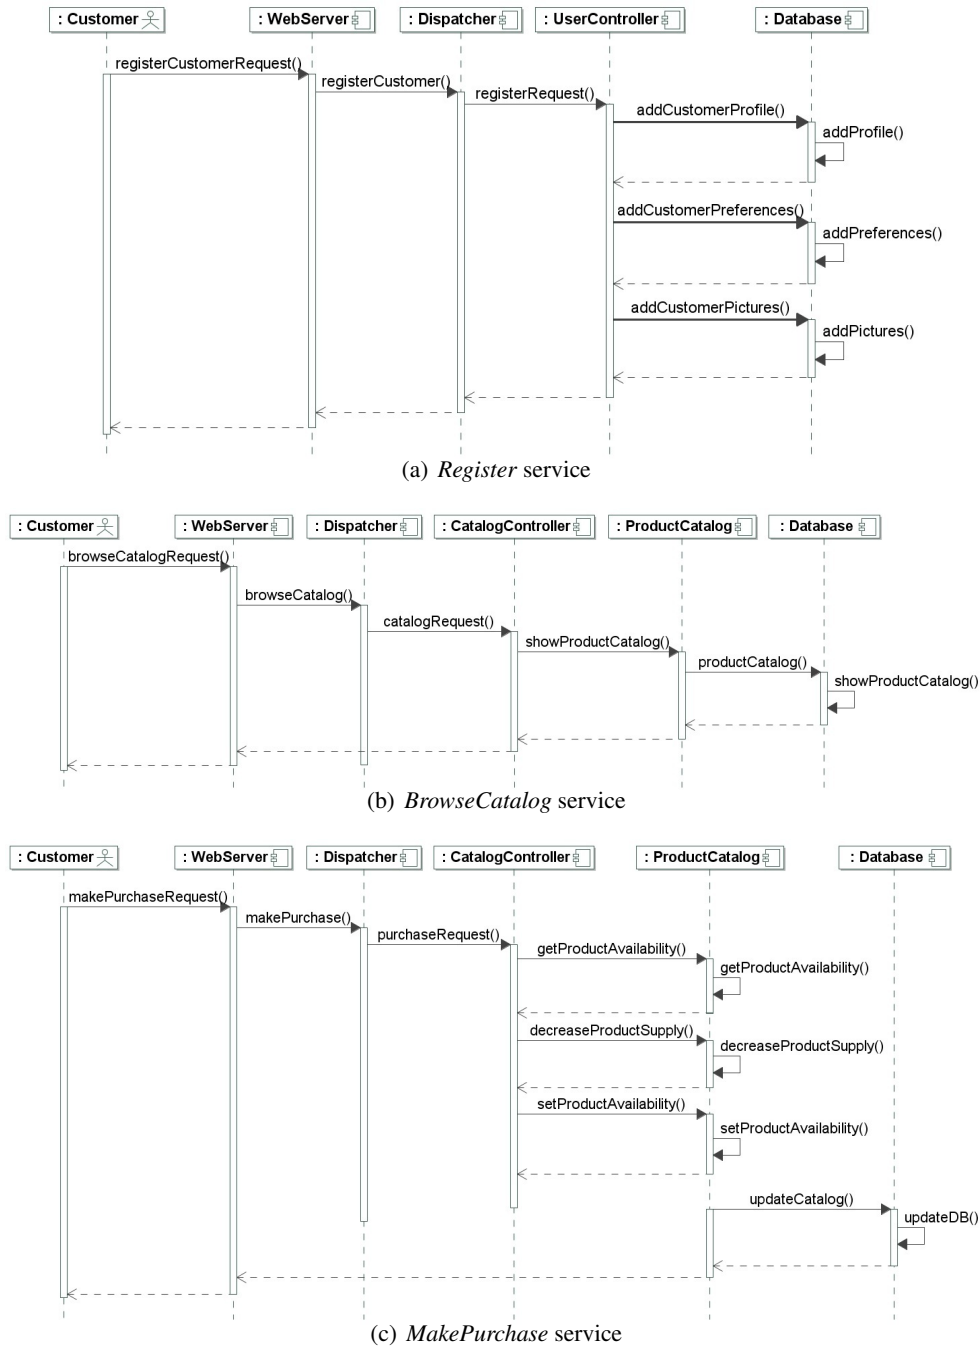 : Customer : WebServer : Dispatcher : UserController : Database
registerCustomerRequest()
registerCustomer()
registerRequest()
addCustomerProfile()
addProfile()
addCustomerPreferences()
addPreferences()
addCustomerPictures()
addPictures()
(a) Register service
: Customer : WebServer : Dispatcher : CatalogController : ProductCatalog : Database
browseCatalogRequest()
browseCatalog()
catalogRequest()
showProductCatalog()
productCatalog()
showProductCatalog()
(b) BrowseCatalog service
: Customer : WebServer : Dispatcher : CatalogController : ProductCatalog : Database
makePurchaseRequest()
makePurchase()
purchaseRequest()
getProductAvailability()
getProductAvailability()
decreaseProductSupply()
decreaseProductSupply()
setProductAvailability()
setProductAvailability()
updateCatalog()
updateDB()
(c) MakePurchase service